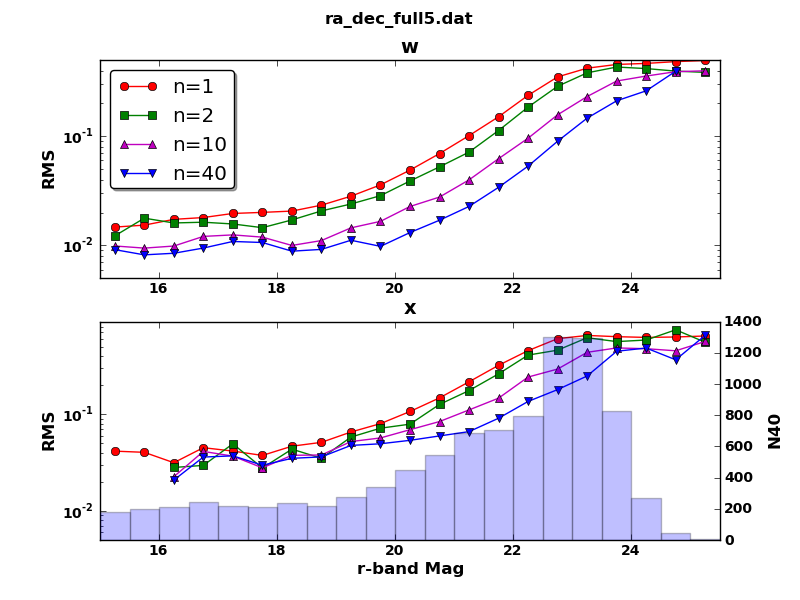 ra_dec_full5.dat
w
n=1
n=2
n=10
n=40
RMS
10^-1
10^-2
16 18 20 22 24
x
RMS
10^-1
10^-2
1400
1200
1000
800
600
400
200
0
N40
16 18 20 22 24
r-band Mag